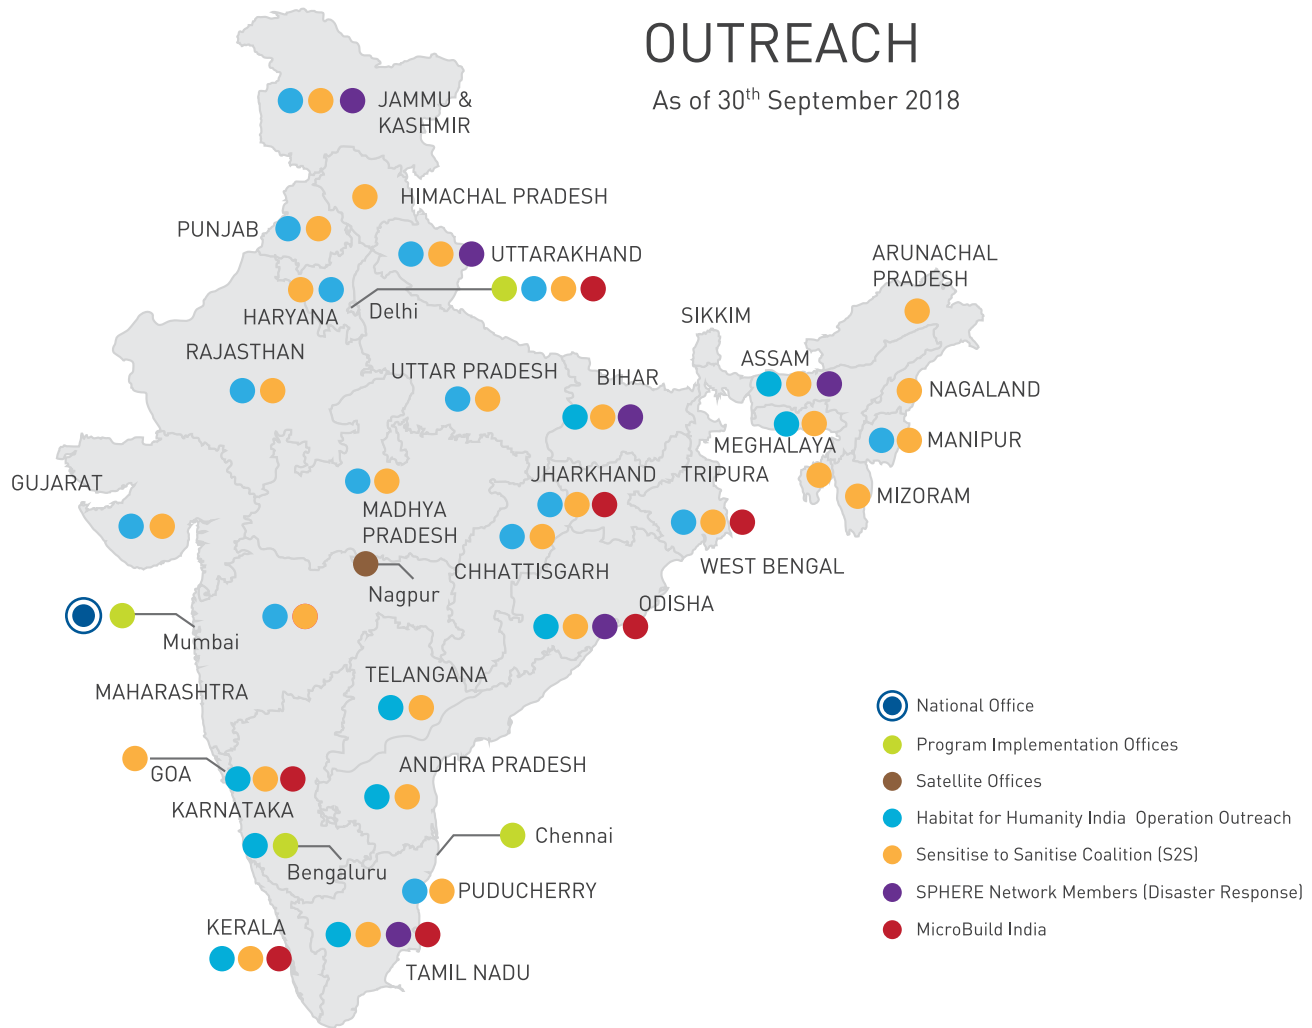 OUTREACH
As of 30th September 2018
JAMMU &
KASHMIR
HIMACHAL PRADESH
PUNJAB
UTTARAKHAND
ARUNACHAL
PRADESH
HARYANA
Delhi
SIKKIM
RAJASTHAN
ASSAM
UTTAR PRADESH
BIHAR
NAGALAND
MEGHALAYA
MANIPUR
GUJARAT
JHARKHAND
TRIPURA
MIZORAM
MADHYA
PRADESH
CHHATTISGARH
WEST BENGAL
Nagpur
ODISHA
Mumbai
MAHARASHTRA
TELANGANA
GOA
ANDHRA PRADESH
KARNATAKA
Chennai
Bengaluru
PUDUCHERRY
KERALA
TAMIL NADU
National Office
Program Implementation Offices
Satellite Offices
Habitat for Humanity India Operation Outreach
Sensitise to Sanitise Coalition (S2S)
SPHERE Network Members (Disaster Response)
MicroBuild India